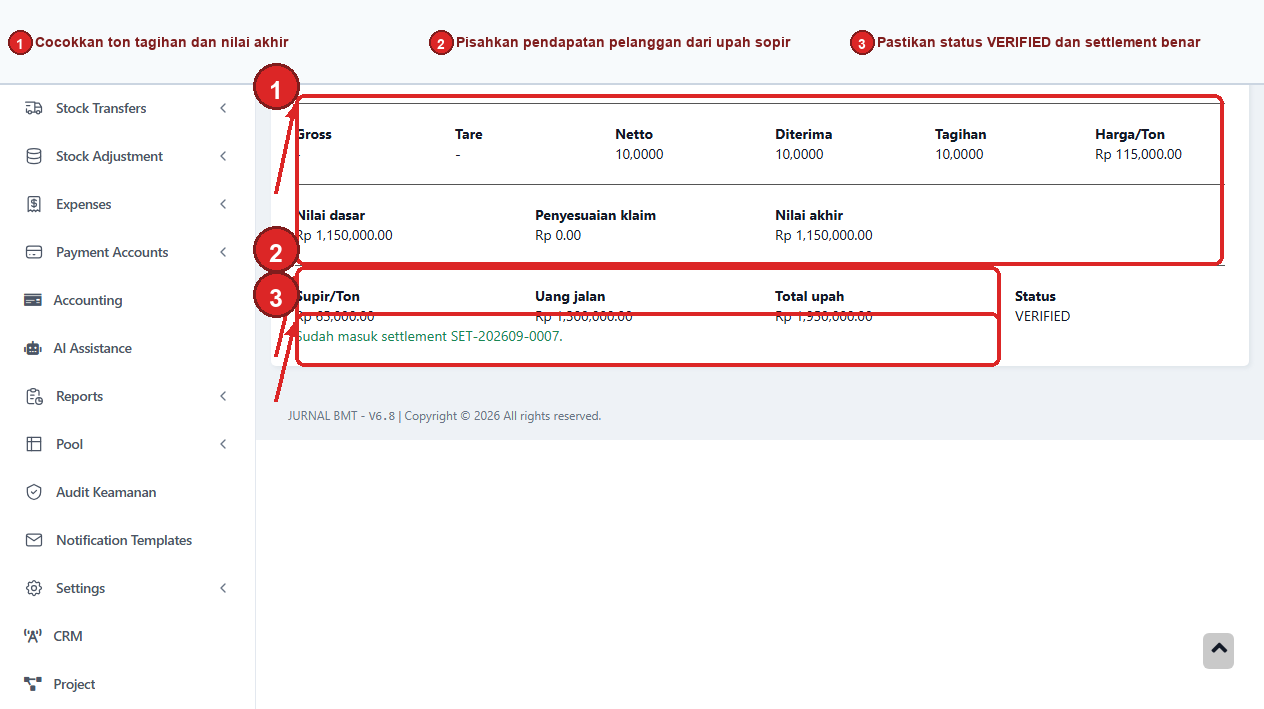 1 Cocokkan ton tagihan dan nilai akhir
2 Pisahkan pendapatan pelanggan dari upah sopir
3 Pastikan status VERIFIED dan settlement benar
Stock Transfers
Stock Adjustment
Expenses
Payment Accounts
Accounting
AI Assistance
Reports
Pool
Audit Keamanan
Notification Templates
Settings
CRM
Project
1
Gross Tare Netto Diterima Tagihan Harga/Ton
- - 10,0000 10,0000 10,0000 Rp 115,000.00
Nilai dasar Penyesuaian klaim Nilai akhir
Rp 1,150,000.00 Rp 0.00 Rp 1,150,000.00
2
3
Supir/Ton Uang jalan Total upah Status
Rp 65,000.00 Rp 1,300,000.00 Rp 1,950,000.00 VERIFIED
Sudah masuk settlement SET-202609-0007.
JURNAL BMT - V6.8 | Copyright © 2026 All rights reserved.